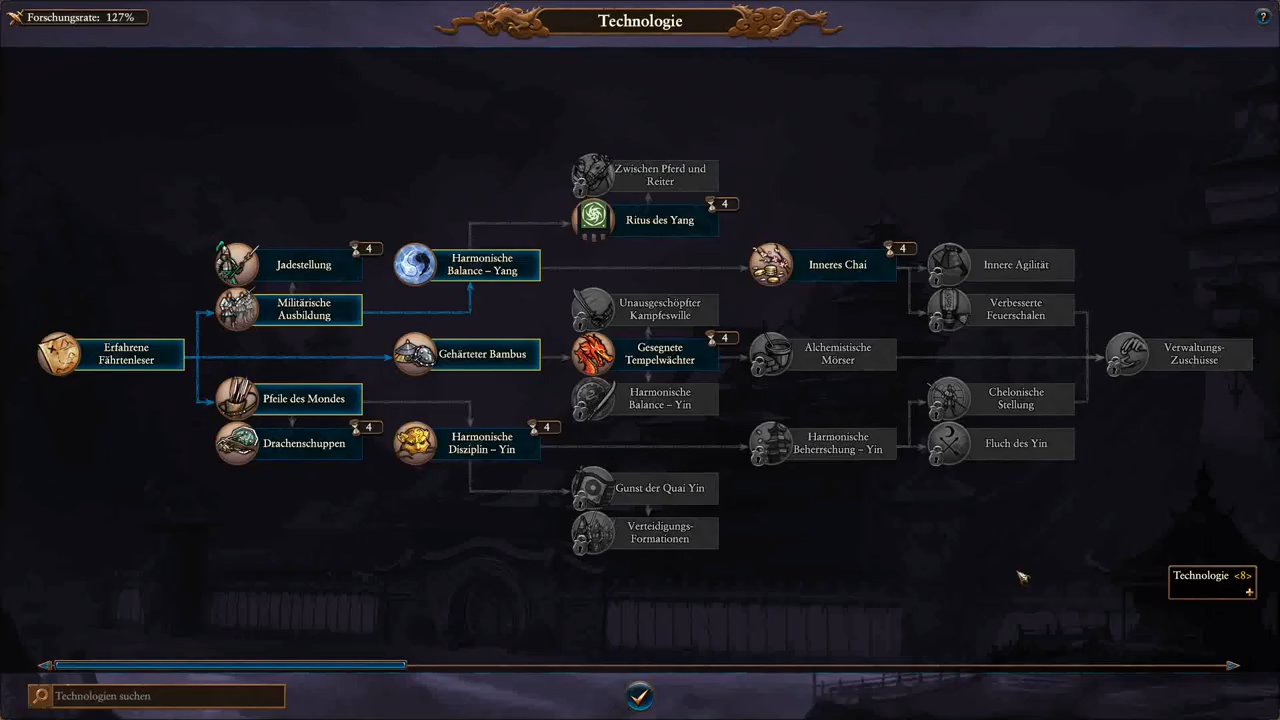 Forschungsrate: 127%
Technologie
?
Zwischen Pferd und
Reiter
4
Ritus des Yang
4
Jadestellung
Harmonische
Balance – Yang
4
Inneres Chai
Innere Agilität
Militärische
Ausbildung
Unausgeschöpfter
Kampfeswille
Verbesserte
Feuerschalen
4
Erfahrene
Fährtenleser
Gehärteter Bambus
Gesegnete
Tempelwächter
Alchemistische
Mörser
Verwaltungs-
Zuschüsse
Pfeile des Mondes
Harmonische
Balance – Yin
Chelonische
Stellung
4
Drachenschuppen
4
Harmonische
Disziplin – Yin
Harmonische
Beherrschung – Yin
Fluch des Yin
Gunst der Quai Yin
Verteidigungs-
Formationen
Technologie <8>
+
Technologien suchen